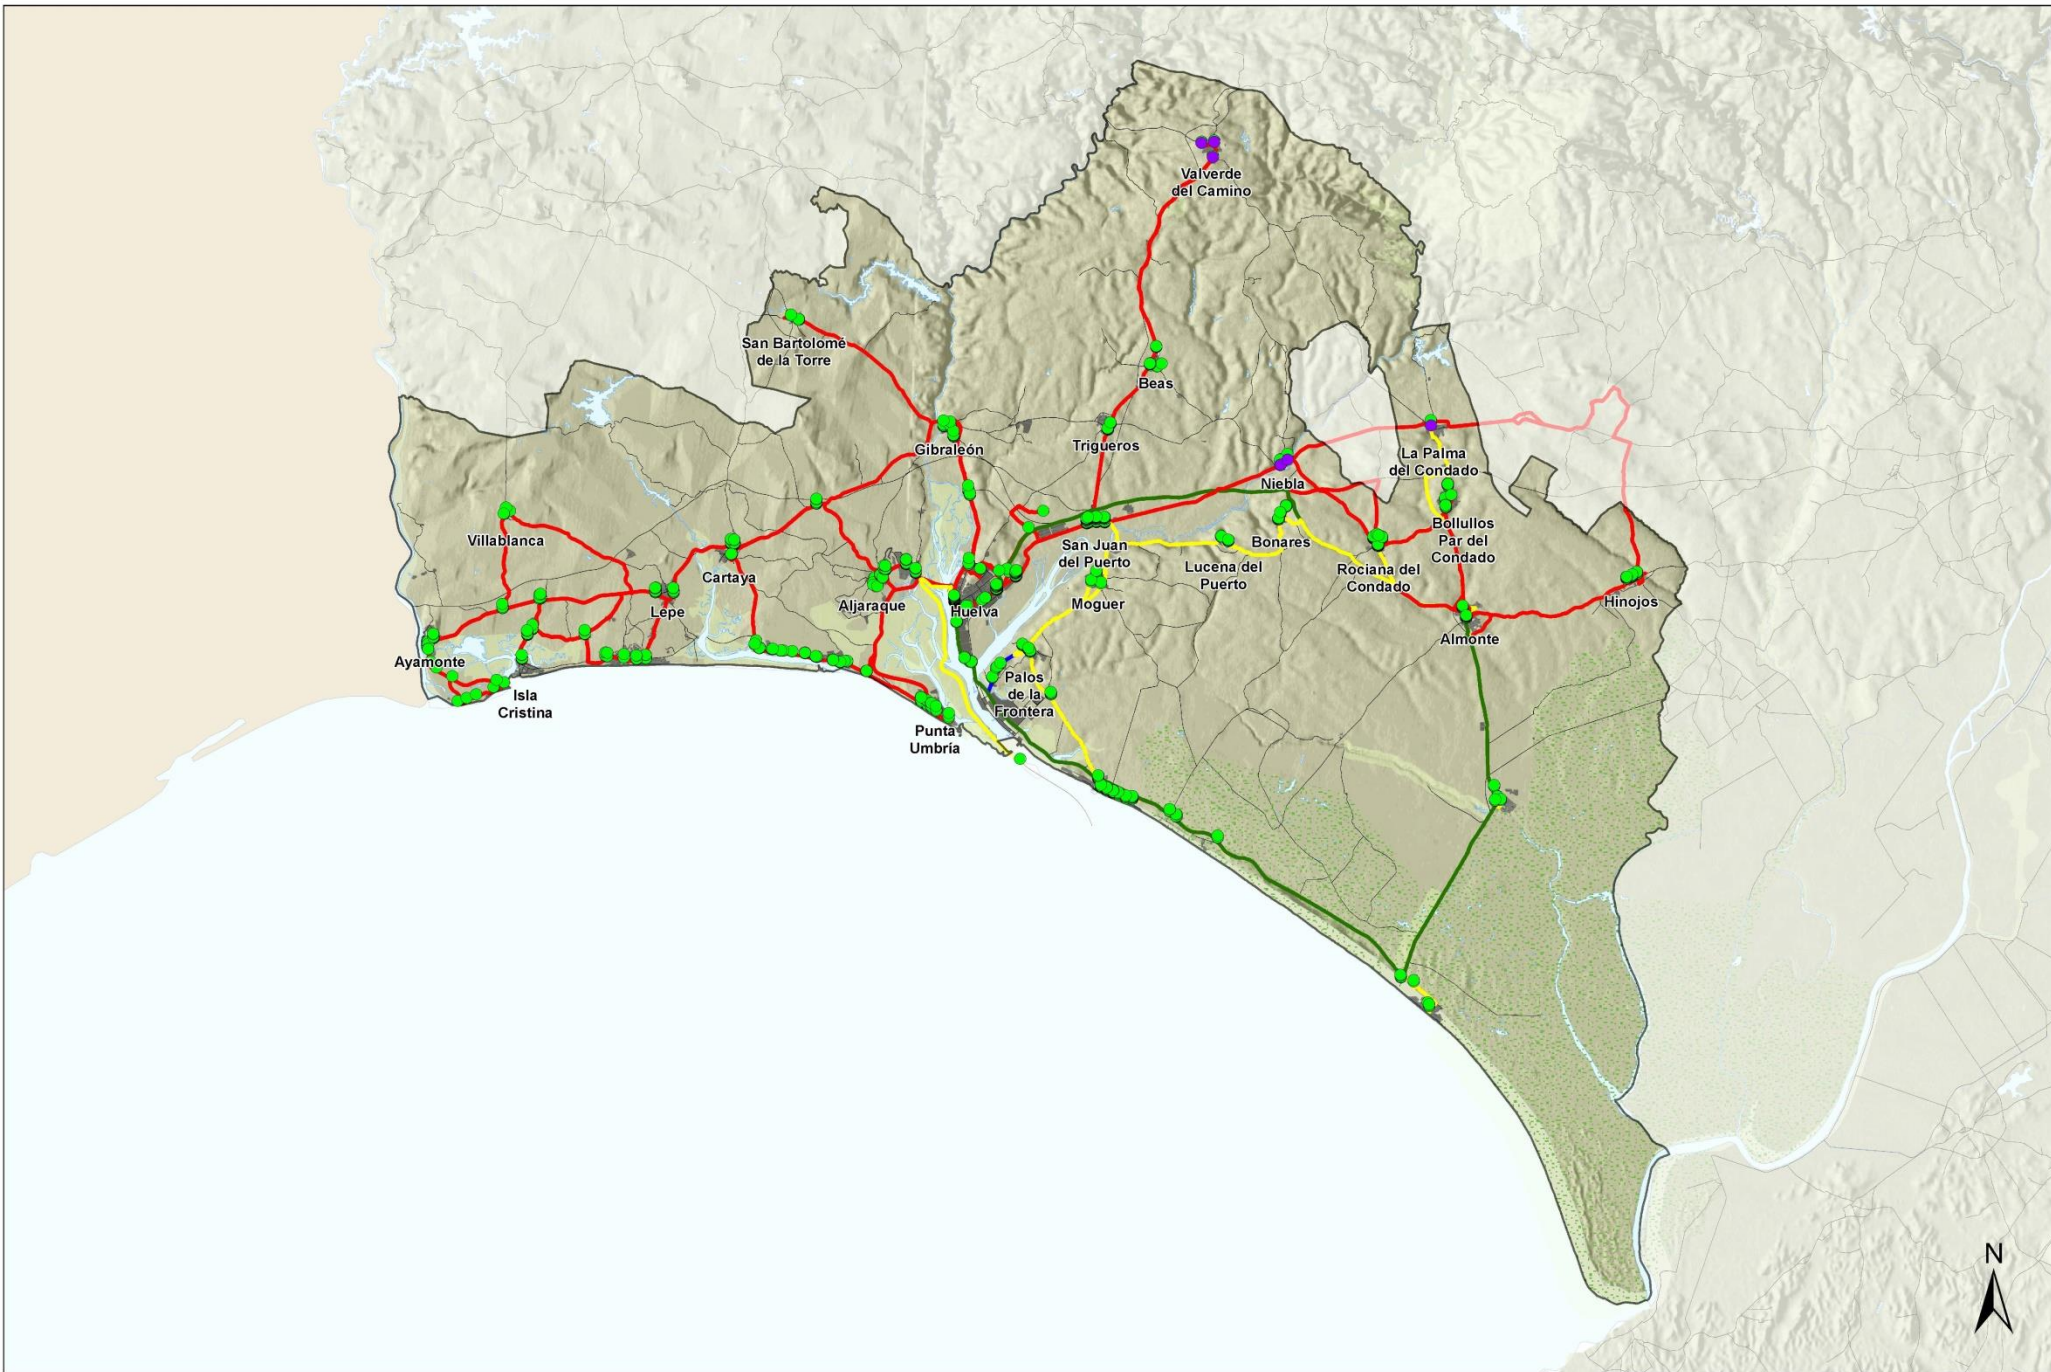 Valverde
del Camino
San Bartolomé
de la Torre
Beas
Gibraleón
Trigueros
La Palma
del Condado
Niebla
Villablanca
Bollullos
Par del
Condado
San Juan
del Puerto
Bonares
Lucena del
Puerto
Rociana del
Condado
Cartaya
Aljaraque
Huelva
Moguer
Hinojos
Lepe
Almonte
Ayamonte
Isla
Cristina
Palos
de la
Frontera
Punta
Umbría
N